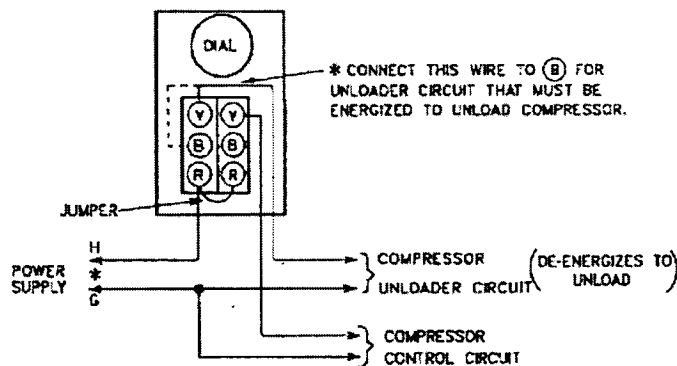 DIAL
* CONNECT THIS WIRE TO B FOR
UNLOADER CIRCUIT THAT MUST BE
ENERGIZED TO UNLOAD COMPRESSOR.
Y Y
B B
R R
JUMPER
H
POWER * SUPPLY
G
COMPRESSOR
UNLOADER CIRCUIT
(DE-ENERGIZES TO
UNLOAD)
COMPRESSOR
CONTROL CIRCUIT